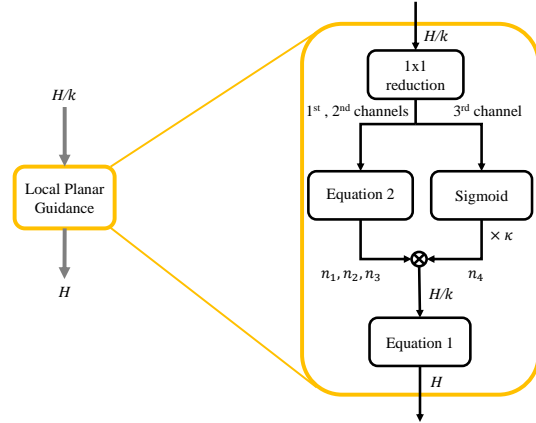 H/k
Local Planar
Guidance
H
H/k
1x1
reduction
1st , 2nd channels
3rd channel
Equation 2
Sigmoid
× κ
⊗
n1, n2, n3
n4
H/k
Equation 1
H